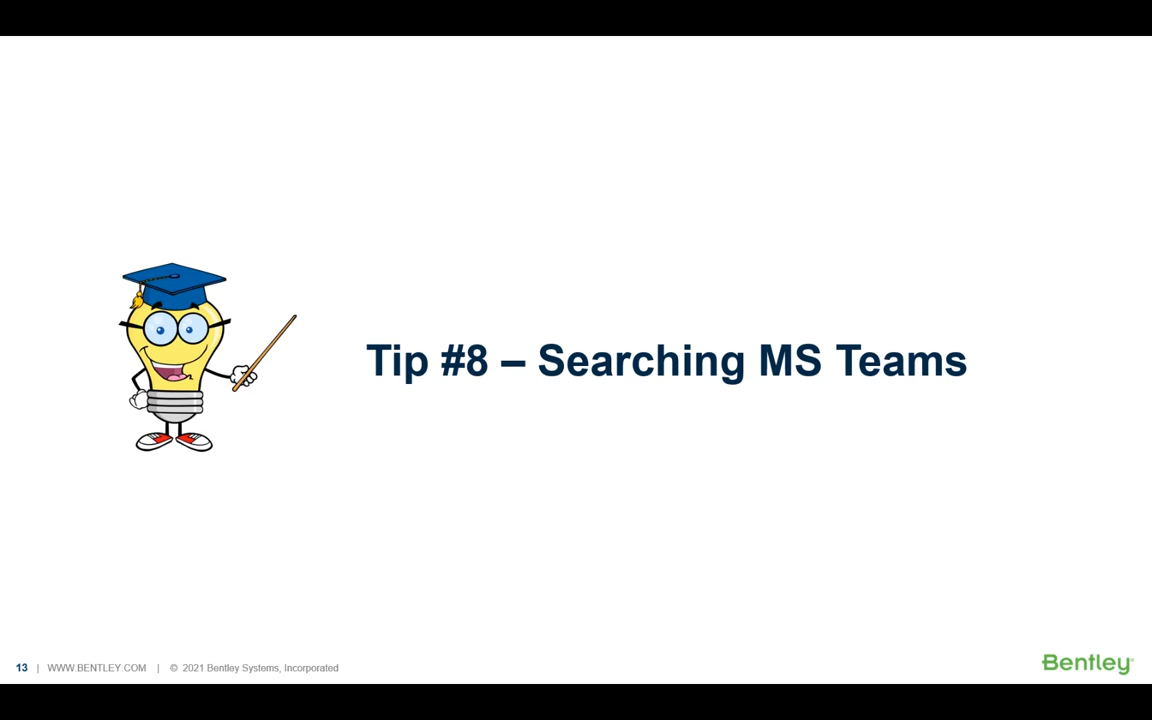 Tip #8 – Searching MS Teams
13 | WWW.BENTLEY.COM | © 2021 Bentley Systems, Incorporated
Bentley®